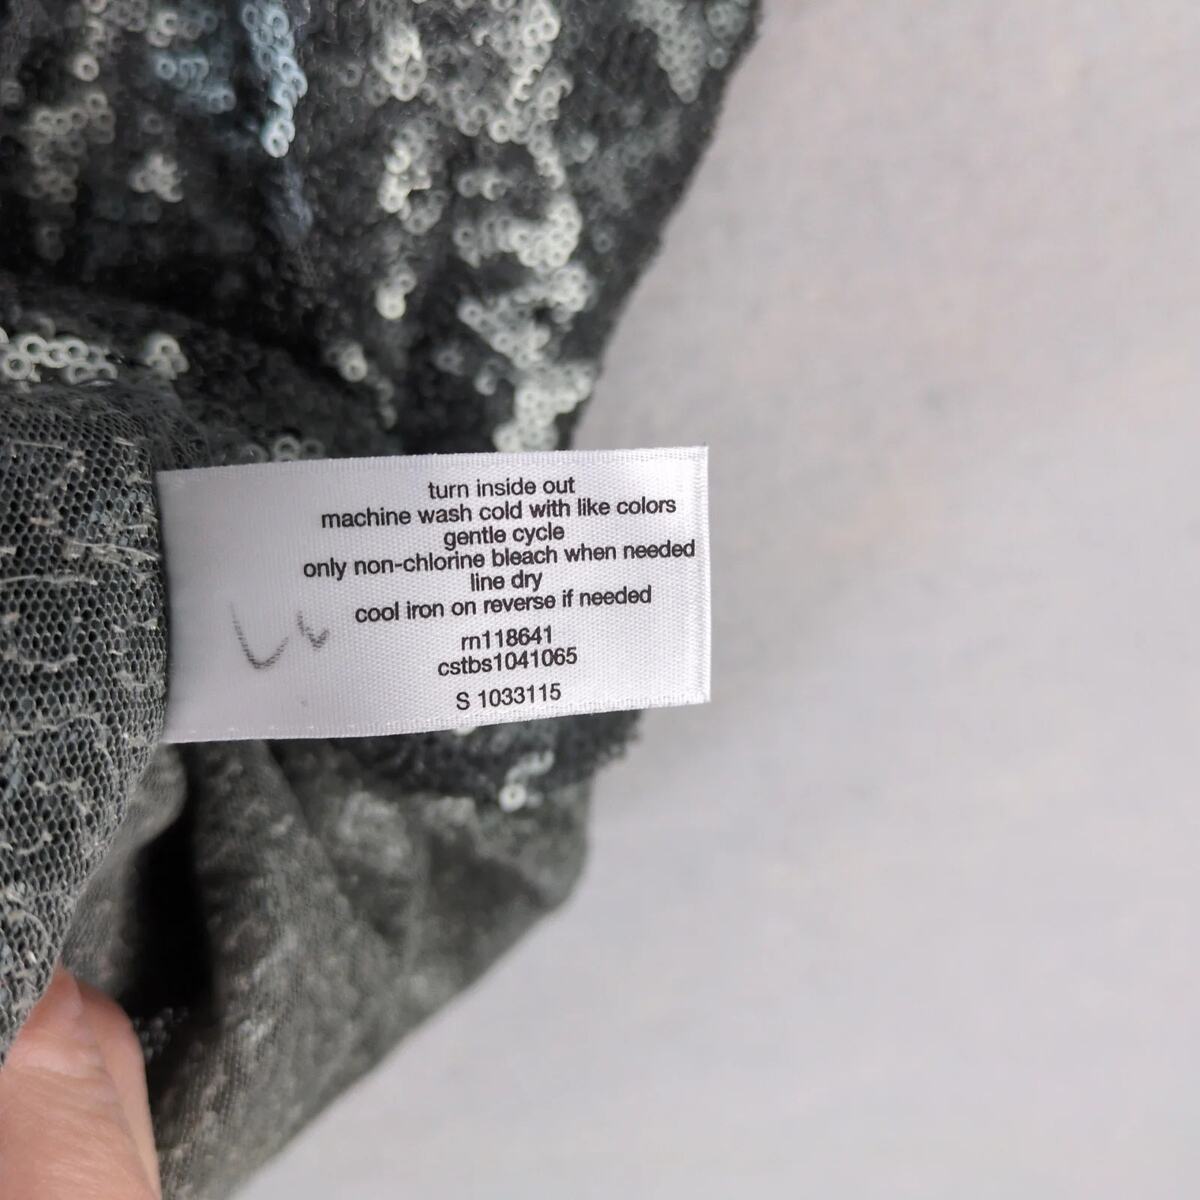 turn inside out
machine wash cold with like colors
gentle cycle
only non-chlorine bleach when needed
line dry
cool iron on reverse if needed
rn118641
cstbs1041065
S 1033115